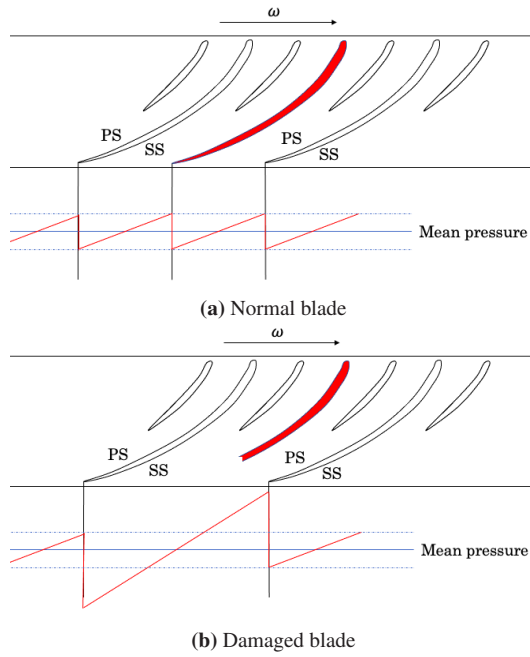 ω
PS
SS
PS
SS
Mean pressure
(a) Normal blade
ω
PS
SS
PS
SS
Mean pressure
(b) Damaged blade